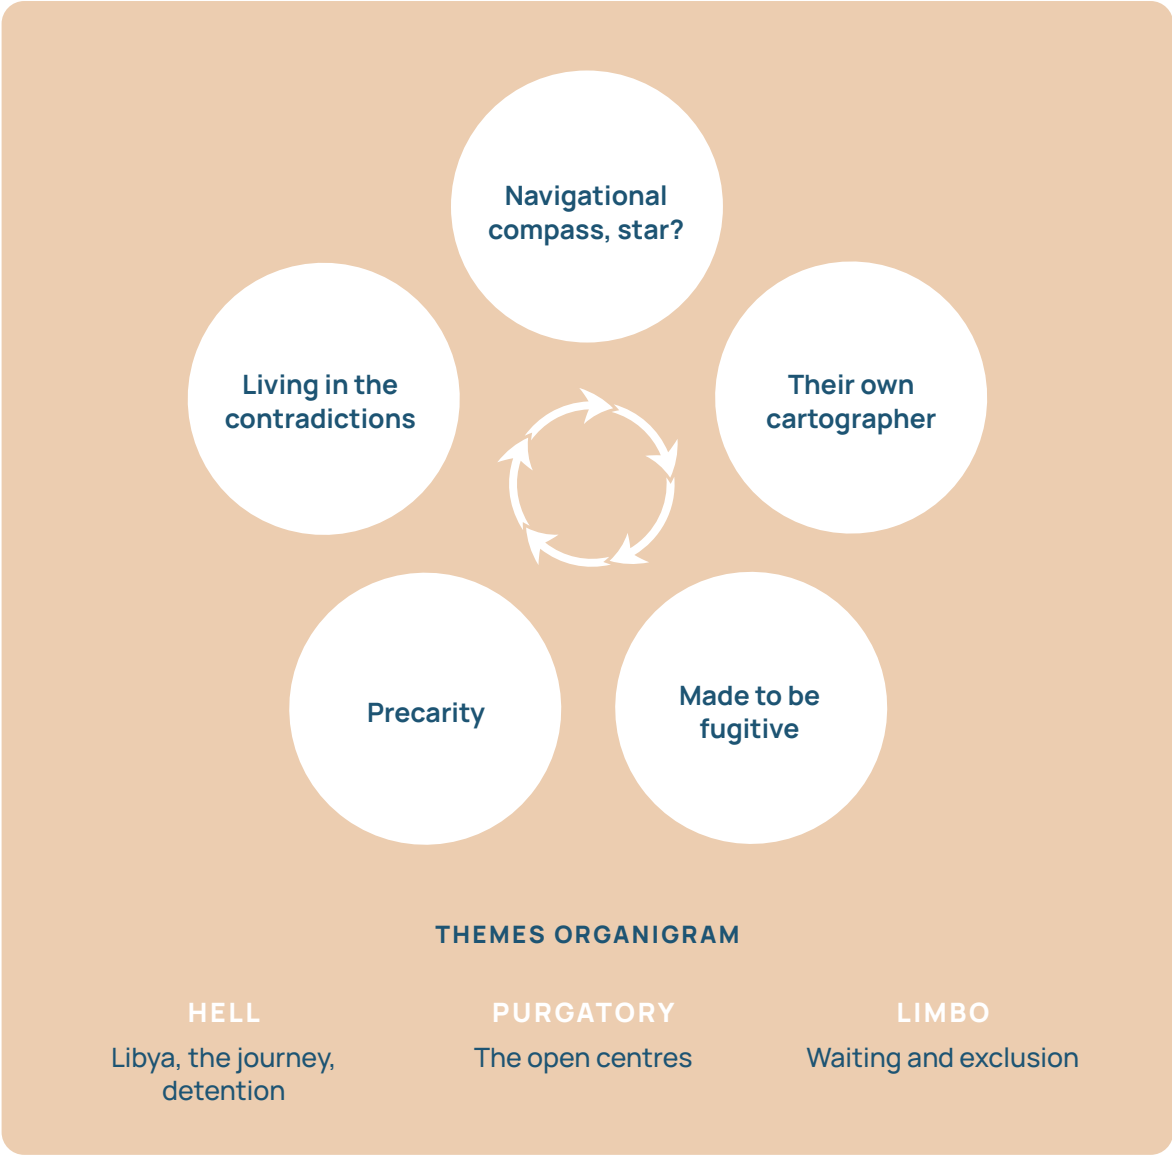 Navigational
compass, star?
Living in the
contradictions
Their own
cartographer
Precarity
Made to be
fugitive
THEMES ORGANIGRAM
HELL
Libya, the journey,
detention
PURGATORY
The open centres
LIMBO
Waiting and exclusion